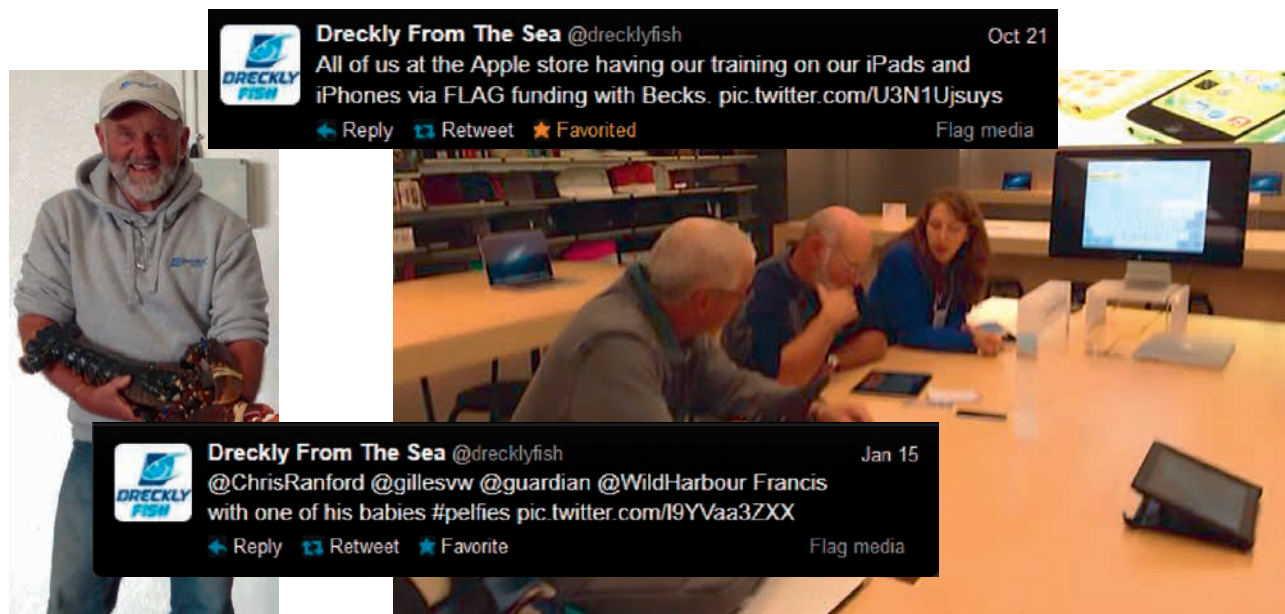 Dreckly From The Sea @drecklyfish Oct 21
All of us at the Apple store having our training on our iPads and
iPhones via FLAG funding with Becks. pic.twitter.com/U3N1Ujsuys
Reply Retweet Favorited Flag media
DRECKLY
FISH
Dreckly From The Sea @drecklyfish Jan 15
@ChrisRanford @gillesvw @guardian @WildHarbour Francis
with one of his babies #pelfies pic.twitter.com/I9YVaa3ZXX
Reply Retweet Favorite Flag media
DRECKLY
FISH